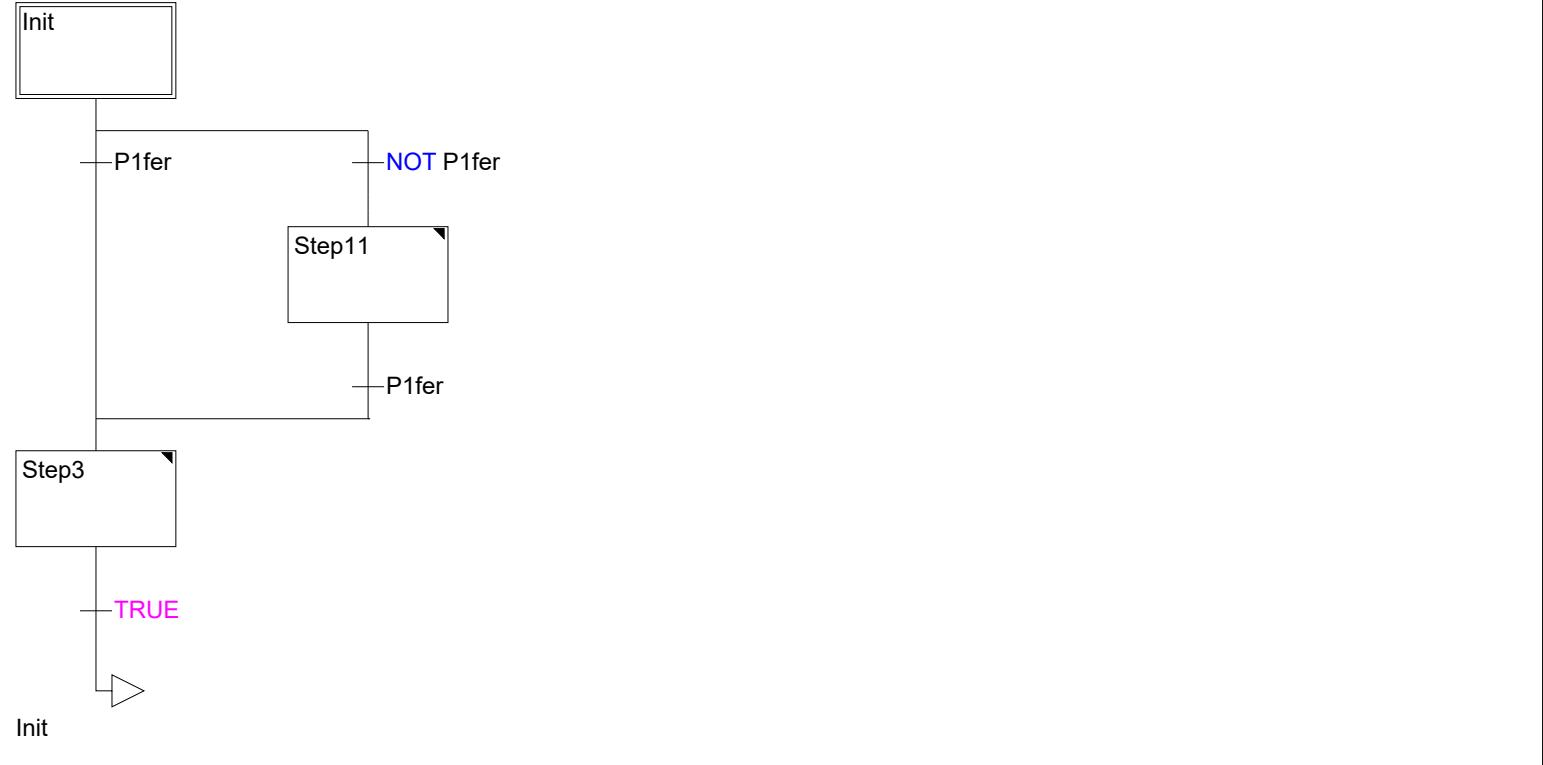 Init
P1fer
NOT P1fer
Step11
P1fer
Step3
TRUE
Init